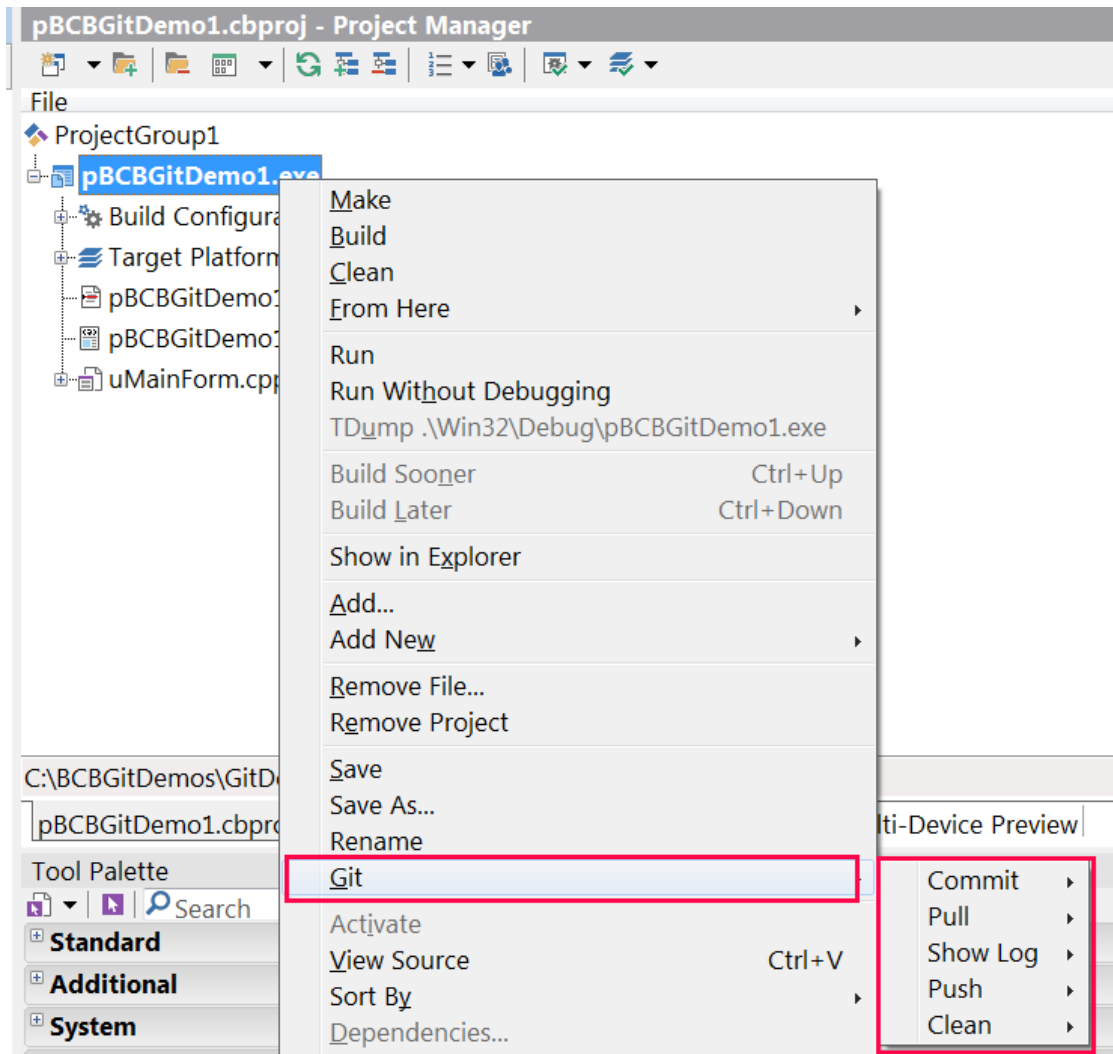 pBCBGitDemo1.cbproj - Project Manager
File
ProjectGroup1
pBCBGitDemo1.exe
Build Configura
Target Platform
pBCBGitDemo1
pBCBGitDemo1
uMainForm.cpp
Make
Build
Clean
From Here
Run
Run Without Debugging
TDump .\Win32\Debug\pBCBGitDemo1.exe
Build Sooner Ctrl+Up
Build Later Ctrl+Down
Show in Explorer
Add...
Add New
Remove File...
Remove Project
Save
Save As...
Rename
Git
Activate
View Source Ctrl+V
Sort By
Dependencies...
Commit
Pull
Show Log
Push
Clean
C:\BCBGitDemos\GitD
pBCBGitDemo1.cbpro
lti-Device Preview
Tool Palette
Search
Standard
Additional
System